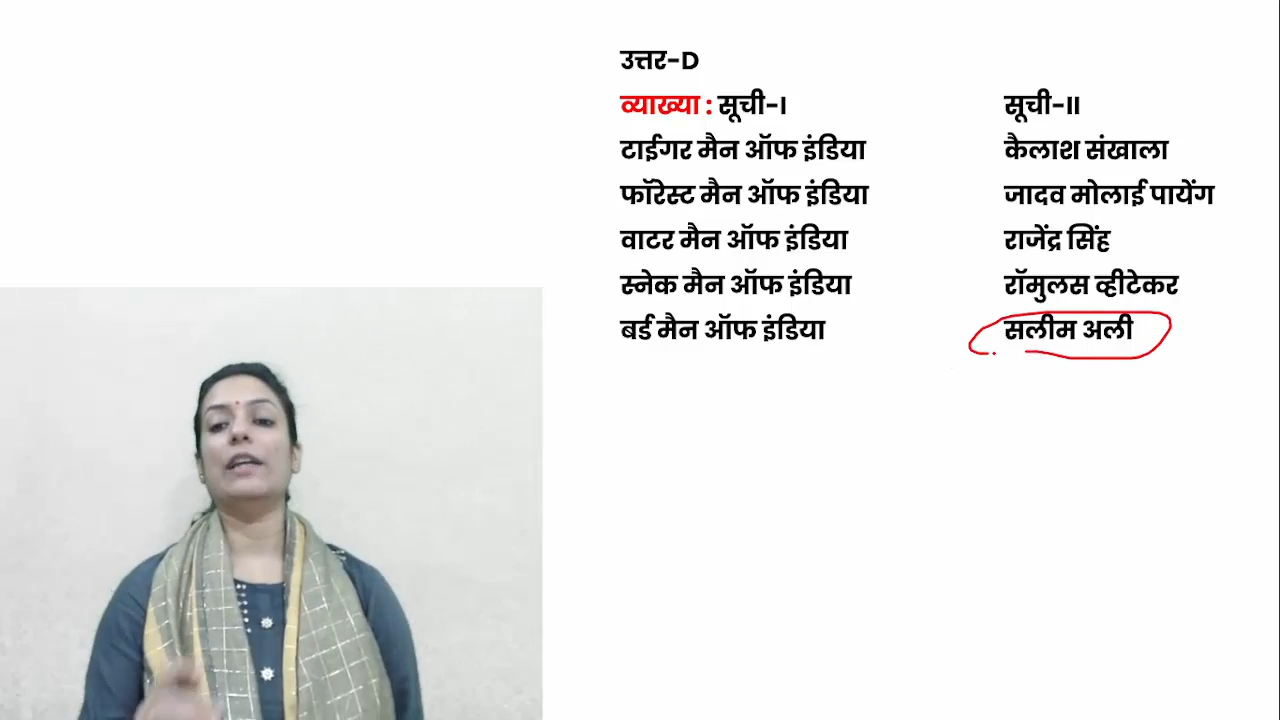 उत्तर-D
व्याख्या : सूची-I सूची-II
टाईगर मैन ऑफ इंडिया कैलाश संखाला
फॉरेस्ट मैन ऑफ इंडिया जादव मोलाई पायेंग
वाटर मैन ऑफ इंडिया राजेंद्र सिंह
स्नेक मैन ऑफ इंडिया रॉमुलस व्हीटेकर
बर्ड मैन ऑफ इंडिया सलीम अली